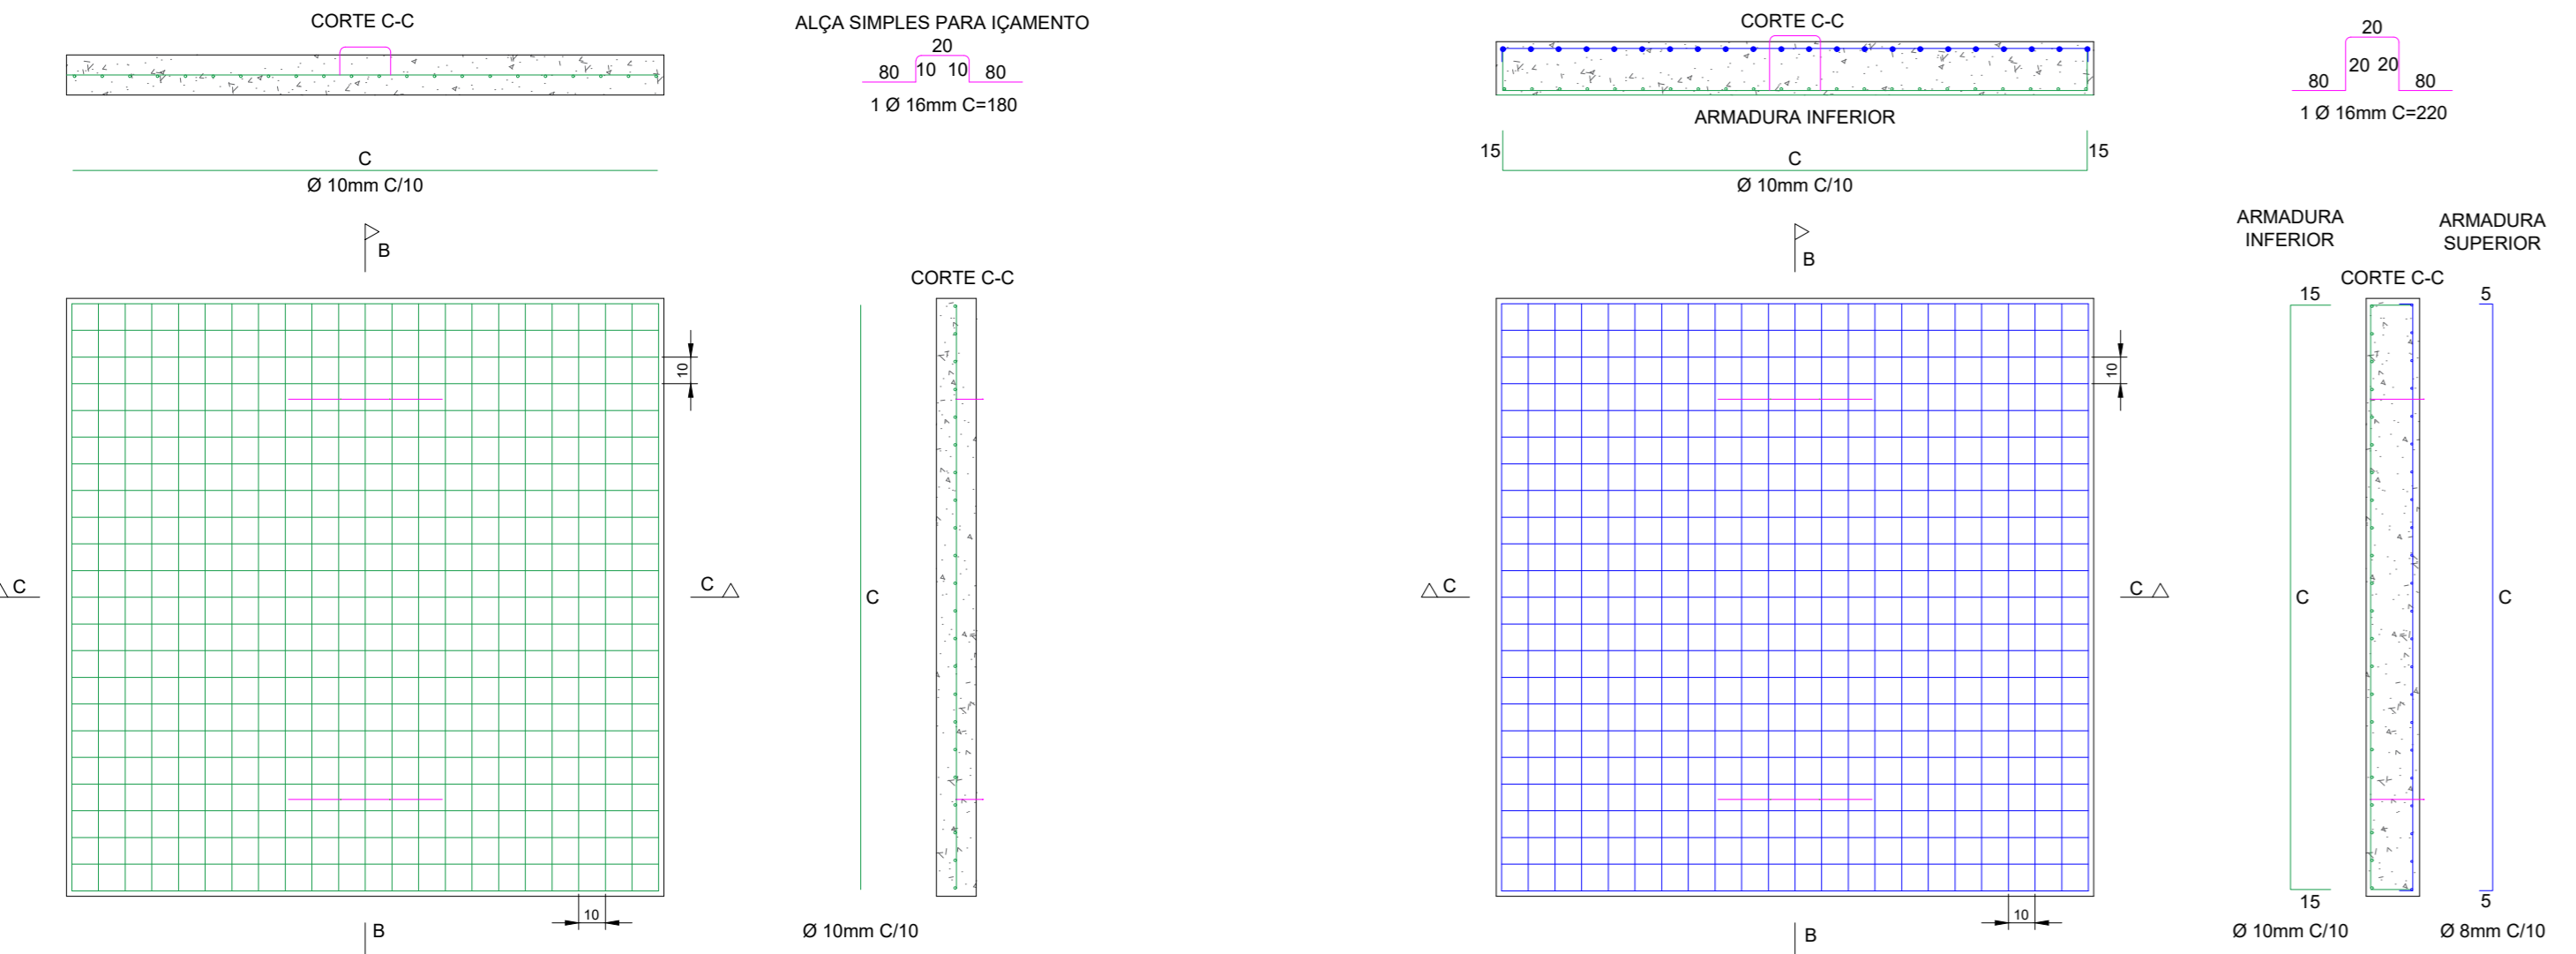 CORTE C-C
C
Ø 10mm C/10
ALÇA SIMPLES PARA IÇAMENTO
20
80 10 10 80
1 Ø 16mm C=180
B
10
C
C
10
B
CORTE C-C
C
Ø 10mm C/10
CORTE C-C
ARMADURA INFERIOR
15 C 15
Ø 10mm C/10
20
80 20 20 80
1 Ø 16mm C=220
B
10
C
C
10
B
ARMADURA
INFERIOR
15
C
15
Ø 10mm C/10
CORTE C-C
ARMADURA
SUPERIOR
5
C
5
Ø 8mm C/10